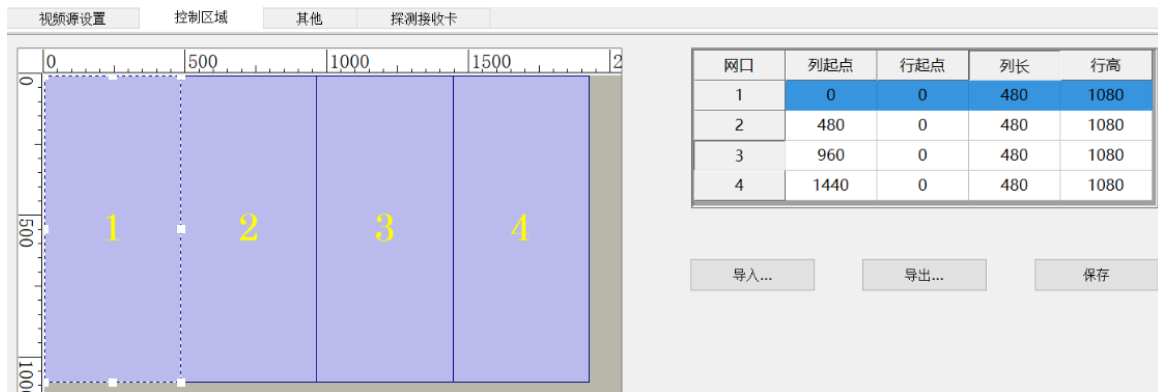 视频源设置 控制区域 其他 探测接收卡
0 500 1000 1500 2
0
500
1000
1 2 3 4
网口 列起点 行起点 列长 行高
1 0 0 480 1080
2 480 0 480 1080
3 960 0 480 1080
4 1440 0 480 1080
导入... 导出... 保存